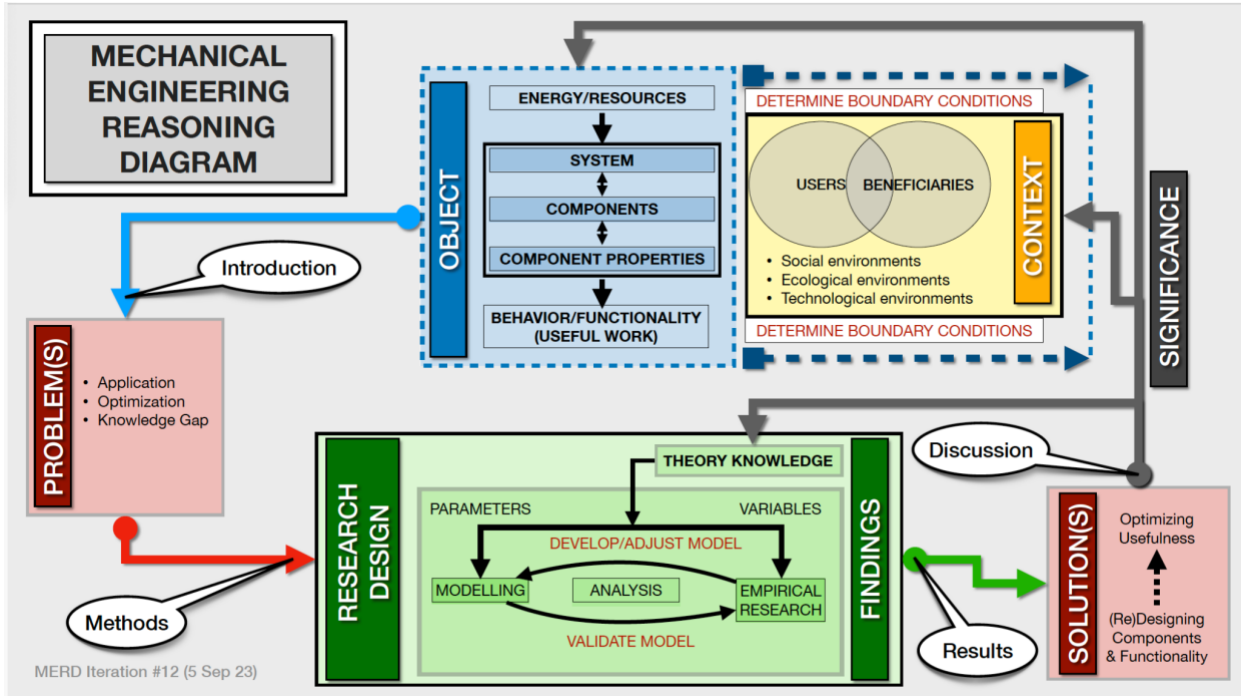 MECHANICAL
ENGINEERING
REASONING
DIAGRAM
OBJECT
ENERGY/RESOURCES
SYSTEM
COMPONENTS
COMPONENT PROPERTIES
BEHAVIOR/FUNCTIONALITY
(USEFUL WORK)
DETERMINE BOUNDARY CONDITIONS
USERS
BENEFICIARIES
• Social environments
• Ecological environments
• Technological environments
CONTEXT
DETERMINE BOUNDARY CONDITIONS
SIGNIFICANCE
Introduction
PROBLEM(S)
• Application
• Optimization
• Knowledge Gap
Methods
RESEARCH
DESIGN
THEORY KNOWLEDGE
PARAMETERS
VARIABLES
DEVELOP/ADJUST MODEL
MODELLING
ANALYSIS
EMPIRICAL
RESEARCH
VALIDATE MODEL
FINDINGS
Results
Discussion
SOLUTION(S)
Optimizing
Usefulness
(Re)Designing
Components
& Functionality
MERD Iteration #12 (5 Sep 23)